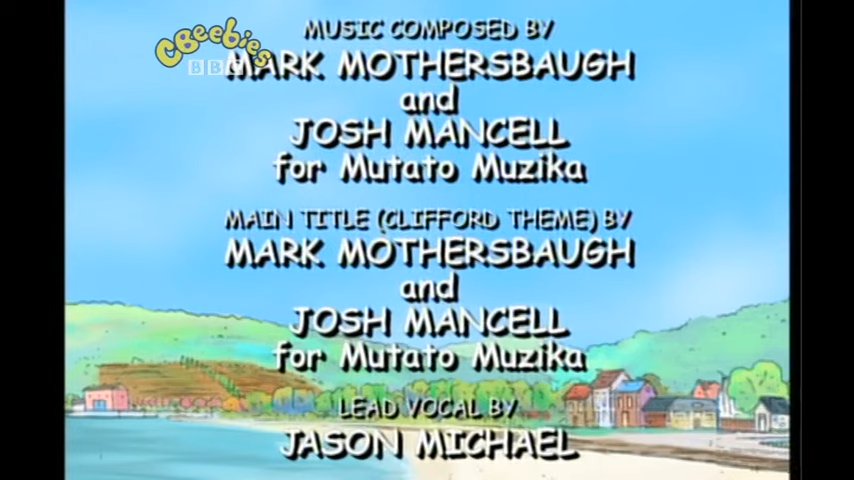 CBeebies
BBC
MUSIC COMPOSED BY
MARK MOTHERSBAUGH
and
JOSH MANCELL
for Mutato Muzika
MAIN TITLE (CLIFFORD THEME) BY
MARK MOTHERSBAUGH
and
JOSH MANCELL
for Mutato Muzika
LEAD VOCAL BY
JASON MICHAEL